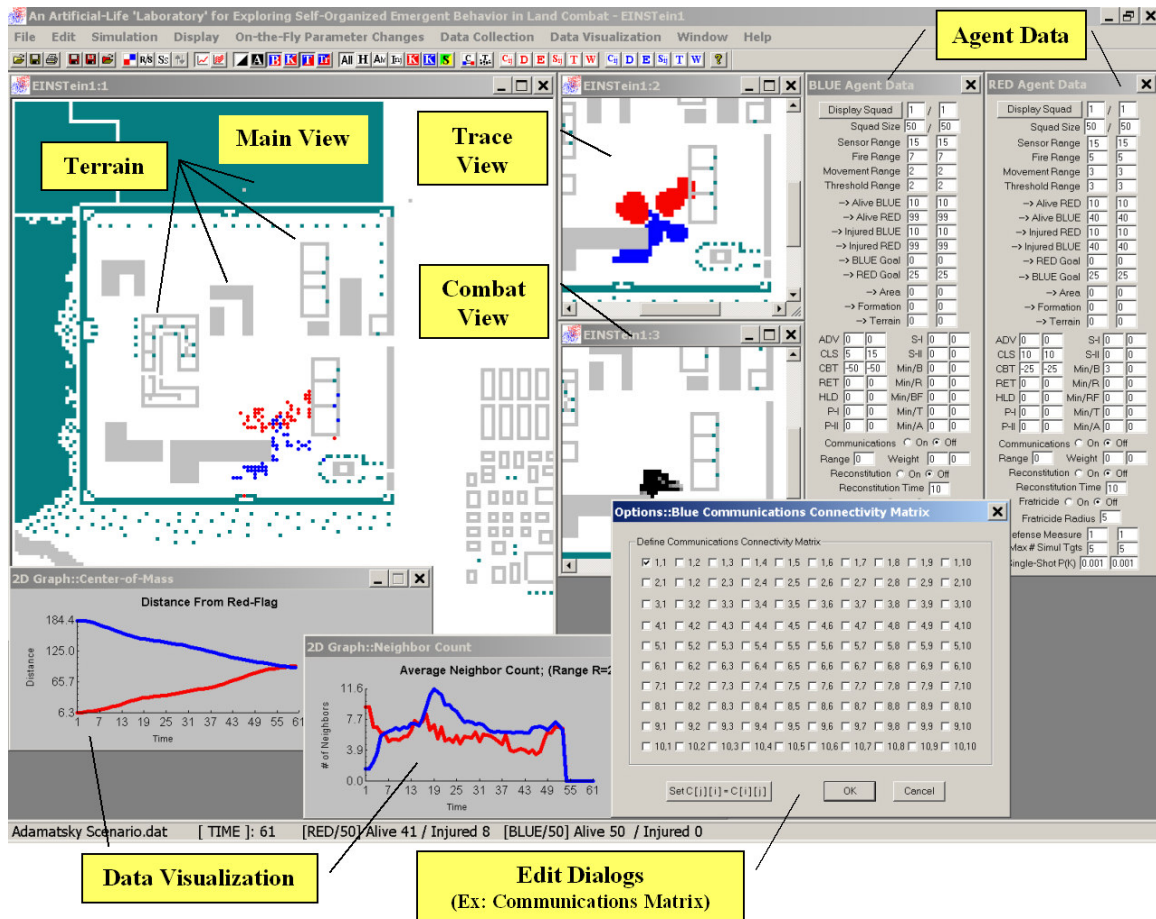 An Artificial-Life 'Laboratory' for Exploring Self-Organized Emergent Behavior in Land Combat - EINSTein1
File Edit Simulation Display On-the-Fly Parameter Changes Data Collection Data Visualization Window Help
Agent Data
EINSTein1:1
EINSTein1:2
BLUE Agent Data
RED Agent Data
Terrain
Main View
Trace View
Combat View
EINSTein1:3
Display Squad 1 / 1
Squad Size 50 / 50
Sensor Range 15 15
Fire Range 7 7
Movement Range 2 2
Threshold Range 2 2
--> Alive BLUE 10 10
--> Alive RED 99 99
--> Injured BLUE 10 10
--> Injured RED 99 99
--> BLUE Goal 0 0
--> RED Goal 25 25
--> Area 0 0
--> Formation 0 0
--> Terrain 0 0
ADV 0 0 S-I 0 0
CLS 5 15 S-II 0 0
CBT -50 -50 Min/B 0 0
RET 0 0 Min/R 0 0
HLD 0 0 Min/BF 0 0
P-I 0 0 Min/T 0 0
P-II 0 0 Min/A 0 0
Communications On Off
Range 0 Weight 0 0
Reconstitution On Off
Reconstitution Time 10
Display Squad 1 / 1
Squad Size 50 / 50
Sensor Range 15 15
Fire Range 5 5
Movement Range 3 3
Threshold Range 3 3
--> Alive RED 10 10
--> Alive BLUE 40 40
--> Injured RED 10 10
--> Injured BLUE 40 40
--> RED Goal 0 0
--> BLUE Goal 25 25
--> Area 0 0
--> Formation 0 0
--> Terrain 0 0
ADV 0 0 S-I 0 0
CLS 10 10 S-II 0 0
CBT -25 -25 Min/B 3 0
RET 0 0 Min/R 0 0
HLD 0 0 Min/RF 0 0
P-I 0 0 Min/T 0 0
P-II 0 0 Min/A 0 0
Communications On Off
Range 0 Weight 0 0
Reconstitution On Off
Reconstitution Time 10
Fratricide On Off
Fratricide Radius 5
Measure 1 1
Max # Simul Tgts 5 5
Single-Shot P(K) 0.001 0.001
Options::Blue Communications Connectivity Matrix
Define Communications Connectivity Matrix
1,1 1,2 1,3 1,4 1,5 1,6 1,7 1,8 1,9 1,10
2,1 1,2 2,3 2,4 2,5 2,6 2,7 2,8 2,9 2,10
3,1 3,2 3,3 3,4 3,5 3,6 3,7 3,8 3,9 3,10
4,1 4,2 4,3 4,4 4,5 4,6 4,7 4,8 4,9 4,10
5,1 5,2 5,3 5,4 5,5 5,6 5,7 5,8 5,9 5,10
6,1 6,2 6,3 6,4 6,5 6,6 6,7 6,8 6,9 6,10
7,1 7,2 7,3 7,4 7,5 7,6 7,7 7,8 7,9 7,10
8,1 8,2 8,3 8,4 8,5 8,6 8,7 8,8 8,9 8,10
9,1 9,2 9,3 9,4 9,5 9,6 9,7 9,8 9,9 9,10
10,1 10,2 10,3 10,4 10,5 10,6 10,7 10,8 10,9 10,10
Set C[j][i] = C[i][j] OK Cancel
2D Graph::Center-of-Mass
Distance From Red-Flag
184.4
125.0
65.7
6.3
Distance
1 7 13 19 25 31 37 43 49 55 61
Time
2D Graph::Neighbor Count
Average Neighbor Count; (Range R=2
11.6
7.7
3.9
0.0
# of Neighbors
1 7 13 19 25 31 37 43 49 55 61
Time
Adamatsky Scenario.dat [ TIME ]: 61 [RED/50] Alive 41 / Injured 8 [BLUE/50] Alive 50 / Injured 0
Data Visualization
Edit Dialogs
(Ex: Communications Matrix)